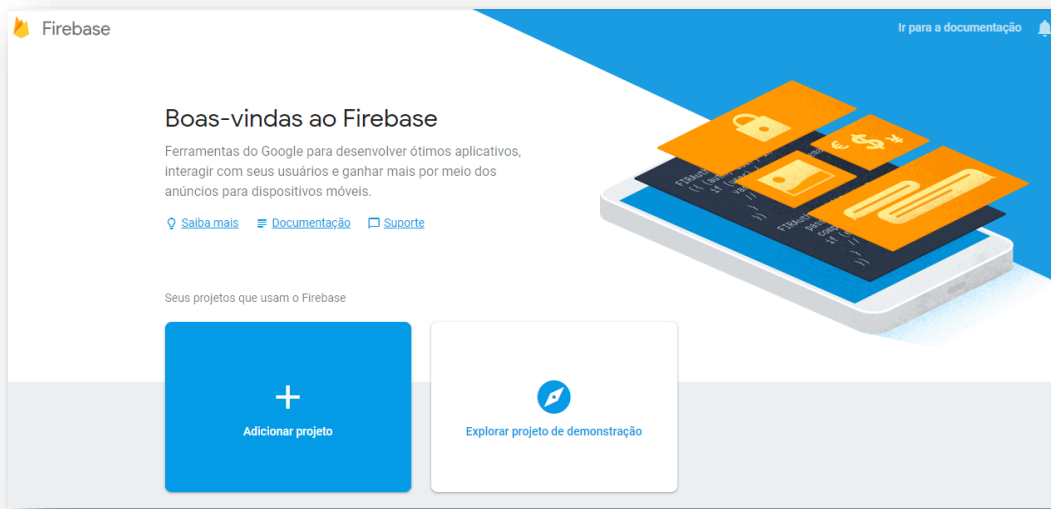 Firebase
Ir para a documentação
Boas-vindas ao Firebase
Ferramentas do Google para desenvolver ótimos aplicativos,
interagir com seus usuários e ganhar mais por meio dos
anúncios para dispositivos móveis.
Saiba mais Documentação Suporte
Seus projetos que usam o Firebase
Adicionar projeto
Explorar projeto de demonstração